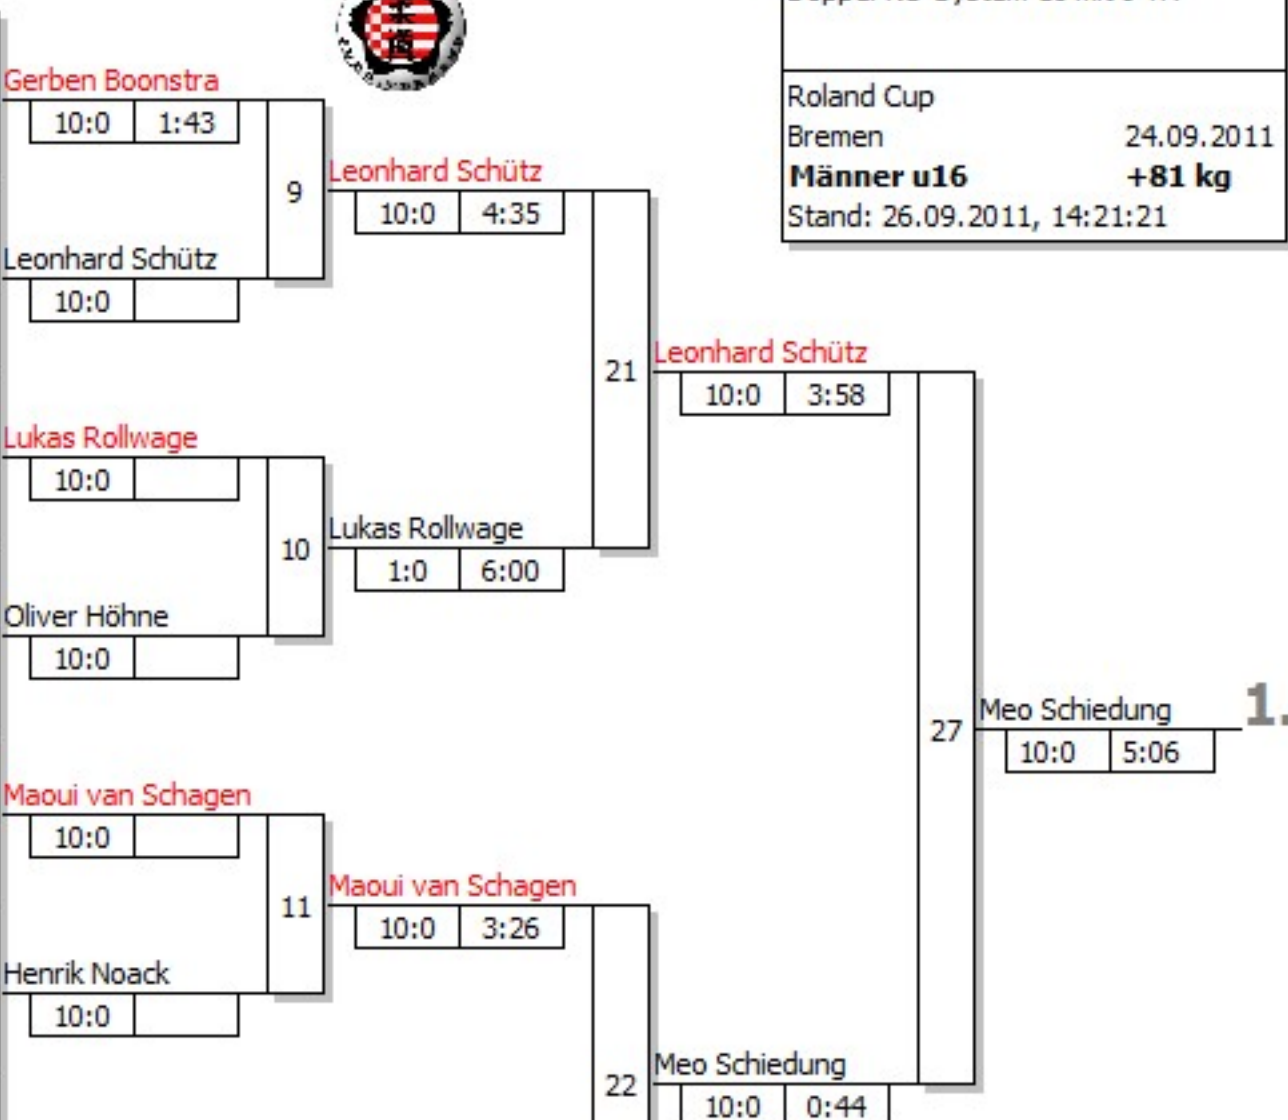 Roland Cup
Bremen 24.09.2011
Männer u16 +81 kg
Stand: 26.09.2011, 14:21:21
Gerben Boonstra
10:0 1:43
9
Leonhard Schütz
10:0 4:35
Leonhard Schütz
10:0
21
Leonhard Schütz
10:0 3:58
Lukas Rollwage
10:0
10
Lukas Rollwage
1:0 6:00
Oliver Höhne
10:0
27
Meo Schiedung
1.
10:0 5:06
Maoui van Schagen
10:0
11
Maoui van Schagen
10:0 3:26
Henrik Noack
10:0
22
Meo Schiedung
10:0 0:44